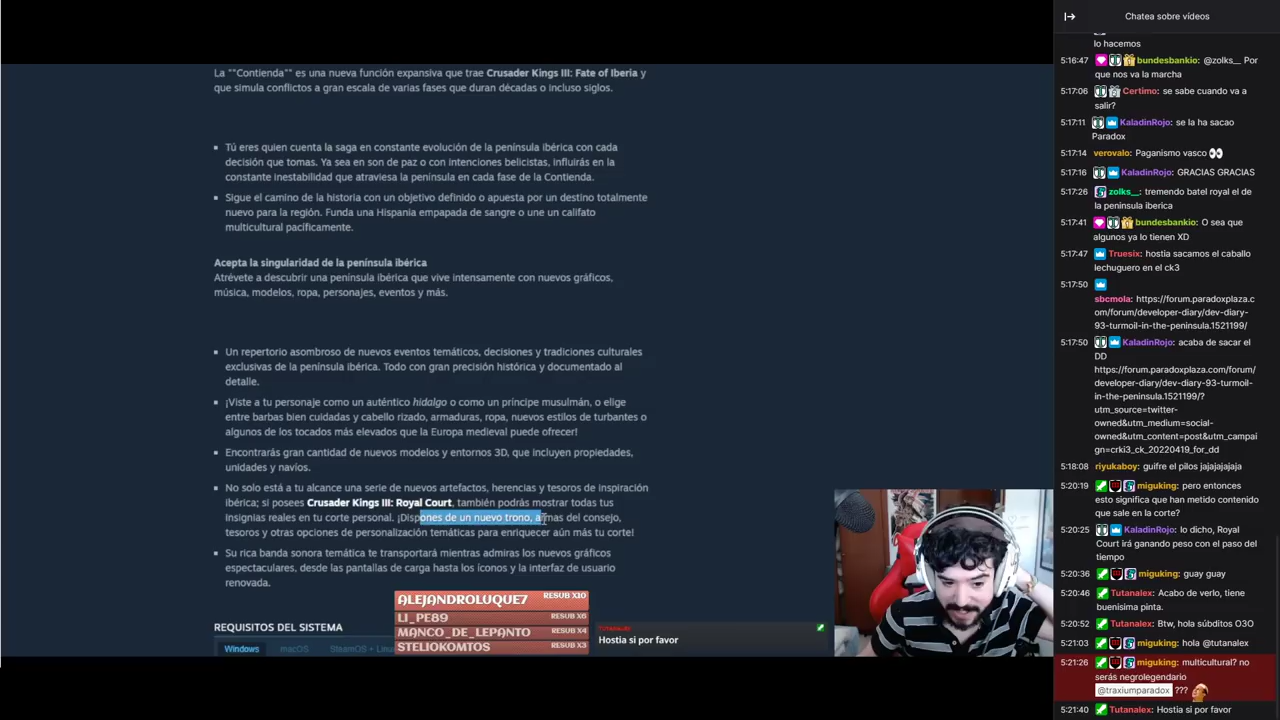 La ""Contienda"" es una nueva función expansiva que trae Crusader Kings III: Fate of Iberia y
que simula conflictos a gran escala de varias fases que duran décadas o incluso siglos.
Tú eres quien cuenta la saga en constante evolución de la península ibérica con cada
decisión que tomas. Ya sea en son de paz o con intenciones belicistas, influirás en la
constante inestabilidad que atraviesa la península en cada fase de la Contienda.
Sigue el camino de la historia con un objetivo definido o apuesta por un destino totalmente
nuevo para la región. Funda una Hispania empapada de sangre o une un califato
multicultural pacíficamente.
Acepta la singularidad de la península ibérica
Atrévete a descubrir una península ibérica que vive intensamente con nuevos gráficos,
música, modelos, ropa, personajes, eventos y más.
Un repertorio asombroso de nuevos eventos temáticos, decisiones y tradiciones culturales
exclusivas de la península ibérica. Todo con gran precisión histórica y documentado al
detalle.
¡Viste a tu personaje como un auténtico hidalgo o como un príncipe musulmán, o elige
entre barbas bien cuidadas y cabello rizado, armaduras, ropa, nuevos estilos de turbantes o
algunos de los tocados más elevados que la Europa medieval puede ofrecer!
Encontrarás gran cantidad de nuevos modelos y entornos 3D, que incluyen propiedades,
unidades y navíos.
No solo está a tu alcance una serie de nuevos artefactos, herencias y tesoros de inspiración
ibérica; si posees Crusader Kings III: Royal Court, también podrás mostrar todas tus
insignias reales en tu corte personal. ¡Dispones de un nuevo trono, armas del consejo,
tesoros y otras opciones de personalización temáticas para enriquecer aún más tu corte!
Su rica banda sonora temática te transportará mientras admiras los nuevos gráficos
espectaculares, desde las pantallas de carga hasta los íconos y la interfaz de usuario
renovada.
REQUISITOS DEL SISTEMA
Windows macOS SteamOS + Linux
ALEJANDROLUQUE7 RESUB X10
LI_PE89 RESUB X6
MANCO_DE_LEPANTO RESUB X4
STELIOKOMTOS RESUB X3
Tutanalex
Hostia si por favor
Chatea sobre vídeos
lo hacemos
5:16:47 bundesbankio: @zolks__ Por
que nos va la marcha
5:17:06 Certimo: se sabe cuando va a
salir?
5:17:11 KaladinRojo: se la ha sacao
Paradox
5:17:14 verovalo: Paganismo vasco
5:17:16 KaladinRojo: GRACIAS GRACIAS
5:17:26 zolks__: tremendo batel royal el de
la peninsula iberica
5:17:41 bundesbankio: O sea que
algunos ya lo tienen XD
5:17:47 Truesix: hostia sacamos el caballo
lechuguero en el ck3
5:17:50
sbcmola: https://forum.paradoxplaza.c
om/forum/developer-diary/dev-diary-
93-turmoil-in-the-peninsula.1521199/
5:17:50 KaladinRojo: acaba de sacar el
DD
https://forum.paradoxplaza.com/forum/
developer-diary/dev-diary-93-turmoil-
in-the-peninsula.1521199/?
utm_source=twitter-
owned&utm_medium=social-
owned&utm_content=post&utm_campai
gn=crki3_ck_20220419_for_dd
5:18:08 riyukaboy: guifre el pilos jajajajajaja
5:20:19 miguking: pero entonces
esto significa que han metido contenido
que sale en la corte?
5:20:25 KaladinRojo: lo dicho, Royal
Court irá ganando peso con el paso del
tiempo
5:20:36 miguking: guay guay
5:20:46 Tutanalex: Acabo de verlo, tiene
buenísima pinta.
5:20:52 Tutanalex: Btw, hola súbditos O3O
5:21:03 miguking: hola @tutanalex
5:21:26 miguking: multicultural? no
serás negrolegendario
@traxiumparadox ???
5:21:40 Tutanalex: Hostia si por favor